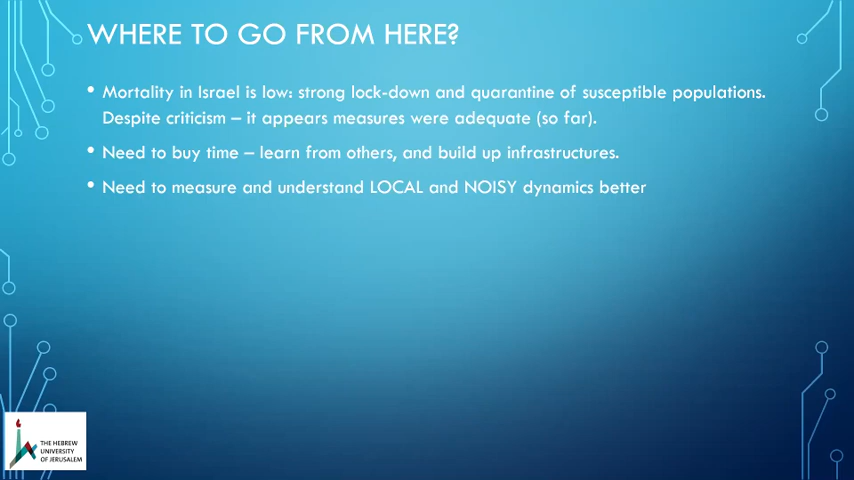 WHERE TO GO FROM HERE?
• Mortality in Israel is low: strong lock-down and quarantine of susceptible populations.
Despite criticism – it appears measures were adequate (so far).
• Need to buy time – learn from others, and build up infrastructures.
• Need to measure and understand LOCAL and NOISY dynamics better
THE HEBREW
UNIVERSITY
OF JERUSALEM